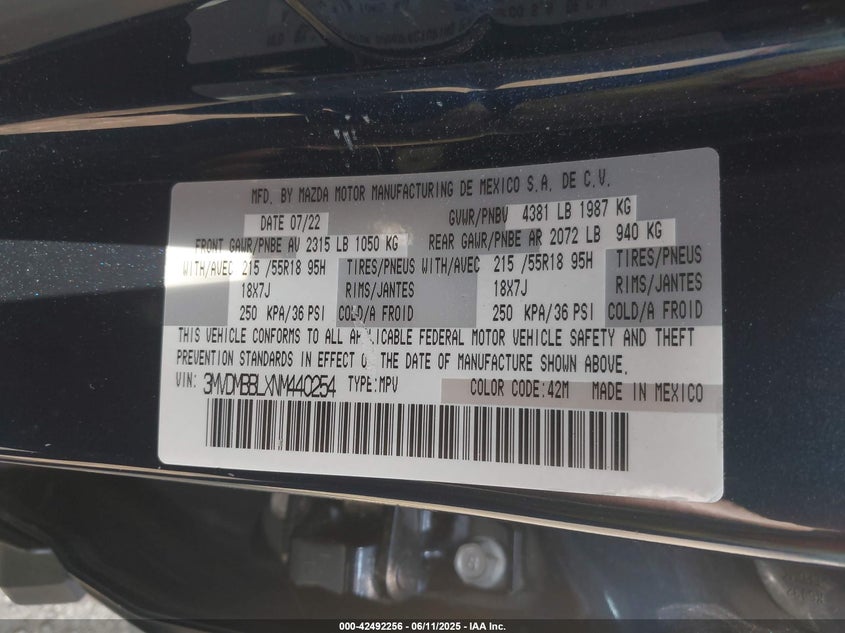 MFD. BY MAZDA MOTOR MANUFACTURING DE MEXICO S.A. DE C.V.
DATE 07/22 GVWR/PNBV 4381 LB 1987 KG
FRONT GAWR/PNBE AV 2315 LB 1050 KG REAR GAWR/PNBE AR 2072 LB 940 KG
WITH/AVEC 215 /55R18 95H TIRES/PNEUS WITH/AVEC 215 /55R18 95H TIRES/PNEUS
18X7J RIMS/JANTES 18X7J RIMS/JANTES
250 KPA/36 PSI COLD/A FROID 250 KPA/36 PSI COLD/A FROID
THIS VEHICLE CONFORMS TO ALL APPLICABLE FEDERAL MOTOR VEHICLE SAFETY AND THEFT
PREVENTION STANDARDS IN EFFECT ON THE DATE OF MANUFACTURE SHOWN ABOVE.
VIN: 3MVDMBBLXNM440254 TYPE:MPV COLOR CODE:42M MADE IN MEXICO
000-42492256 - 06/11/2025 - IAA Inc.